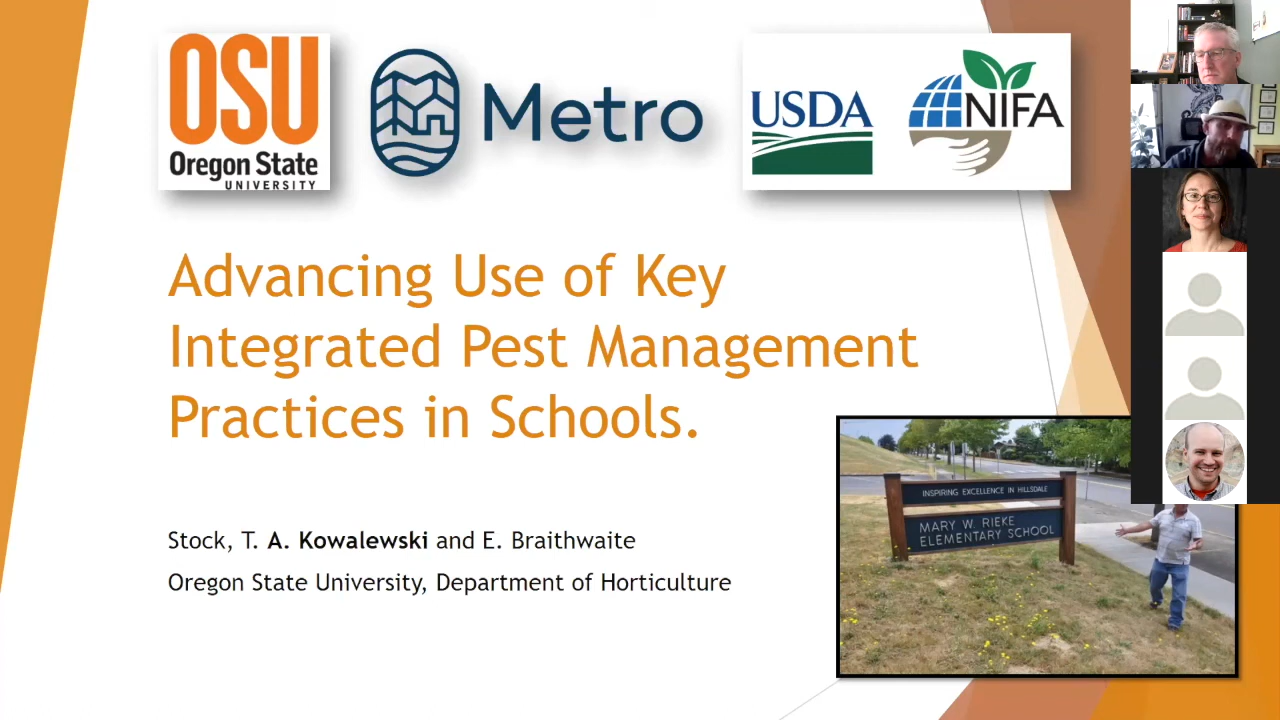 OSU
Oregon State
UNIVERSITY
Metro
USDA
NIFA
Advancing Use of Key
Integrated Pest Management
Practices in Schools.
Stock, T. A. Kowalewski and E. Braithwaite
Oregon State University, Department of Horticulture
INSPIRING EXCELLENCE IN HILLSDALE
MARY W. RIEKE
ELEMENTARY SCHOOL